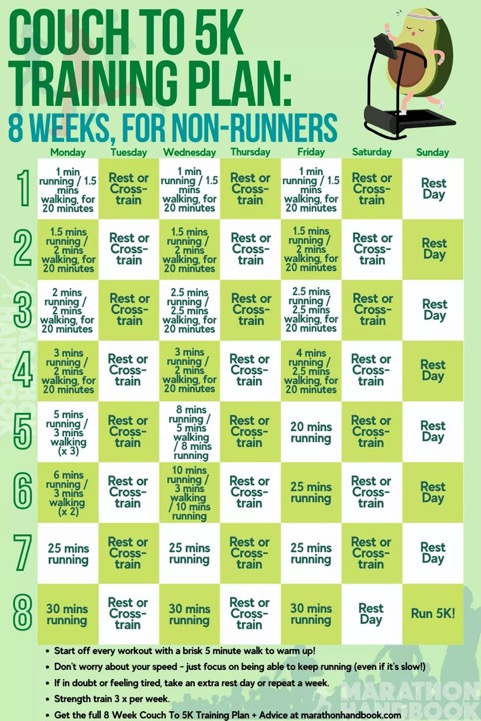 COUCH TO 5K
TRAINING PLAN:
8 WEEKS, FOR NON-RUNNERS
Monday Tuesday Wednesday Thursday Friday Saturday Sunday
1
1 min
running / 1.5
mins
walking, for
20 minutes
Rest or
Cross-
train
1 min
running / 1.5
mins
walking, for
20 minutes
Rest or
Cross-
train
1 min
running / 1.5
mins
walking, for
20 minutes
Rest or
Cross-
train
Rest
Day
2
1.5 mins
running /
2 mins
walking, for
20 minutes
Rest or
Cross-
train
1.5 mins
running /
2 mins
walking, for
20 minutes
Rest or
Cross-
train
1.5 mins
running /
2 mins
walking, for
20 minutes
Rest or
Cross-
train
Rest
Day
3
2 mins
running /
2 mins
walking, for
20 minutes
Rest or
Cross-
train
2.5 mins
running /
2.5 mins
walking, for
20 minutes
Rest or
Cross-
train
2.5 mins
running /
2.5 mins
walking, for
20 minutes
Rest or
Cross-
train
Rest
Day
4
3 mins
running /
2 mins
walking, for
20 minutes
Rest or
Cross-
train
3 mins
running /
2 mins
walking, for
20 minutes
Rest or
Cross-
train
4 mins
running /
2.5 mins
walking, for
20 minutes
Rest or
Cross-
train
Rest
Day
5
5 mins
running /
3 mins
walking
(x 3)
Rest or
Cross-
train
8 mins
running /
5 mins
walking
/ 8 mins
running
Rest or
Cross-
train
20 mins
running
Rest or
Cross-
train
Rest
Day
6
6 mins
running /
3 mins
walking
(x 2)
Rest or
Cross-
train
10 mins
running /
3 mins
walking
/ 10 mins
running
Rest or
Cross-
train
25 mins
running
Rest or
Cross-
train
Rest
Day
7
25 mins
running
Rest or
Cross-
train
25 mins
running
Rest or
Cross-
train
25 mins
running
Rest or
Cross-
train
Rest
Day
8
30 mins
running
Rest or
Cross-
train
30 mins
running
Rest or
Cross-
train
30 mins
running
Rest
Day
Run 5K!
• Start off every workout with a brisk 5 minute walk to warm up!
• Don't worry about your speed - just focus on being able to keep running (even if it's slow!)
• If in doubt or feeling tired, take an extra rest day or repeat a week.
• Strength train 3 x per week.
• Get the full 8 Week Couch To 5K Training Plan + Advice at marathonhandbook.com
MARATHON
HANDBOOK